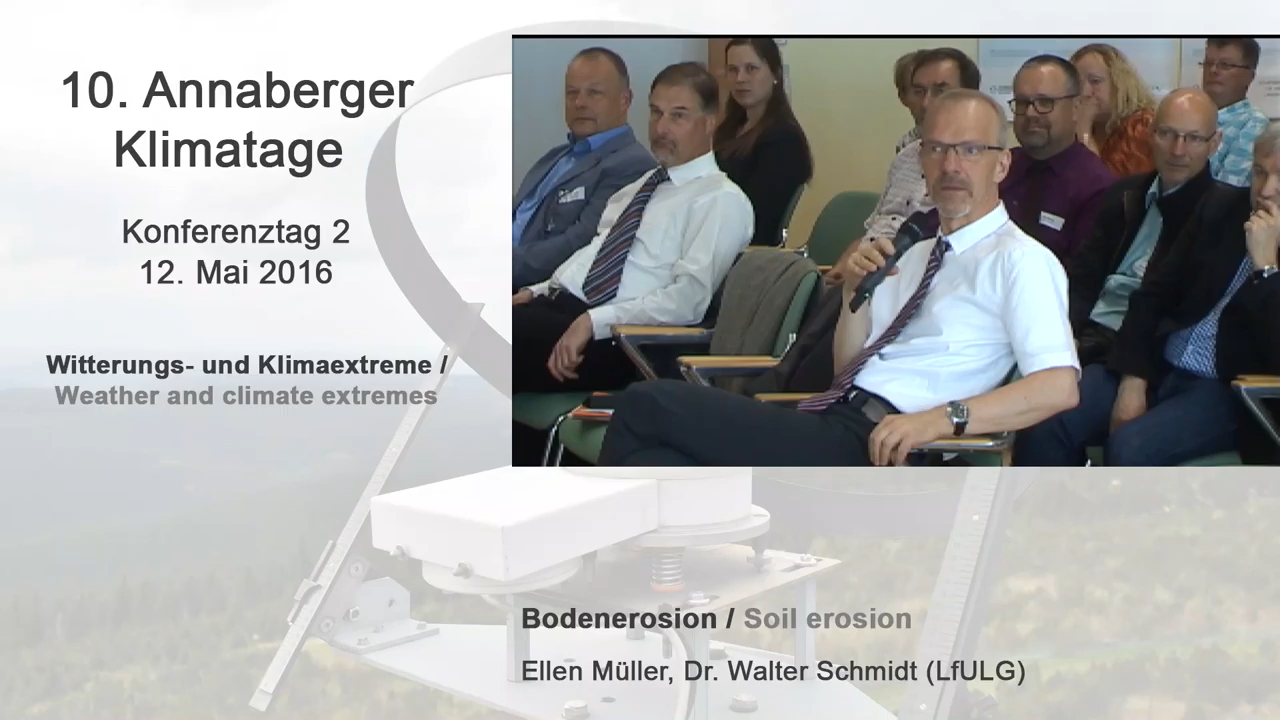 10. Annaberger
Klimatage
Konferenztag 2
12. Mai 2016
Witterungs- und Klimaextreme /
Weather and climate extremes
Bodenerosion / Soil erosion
Ellen Müller, Dr. Walter Schmidt (LfULG)